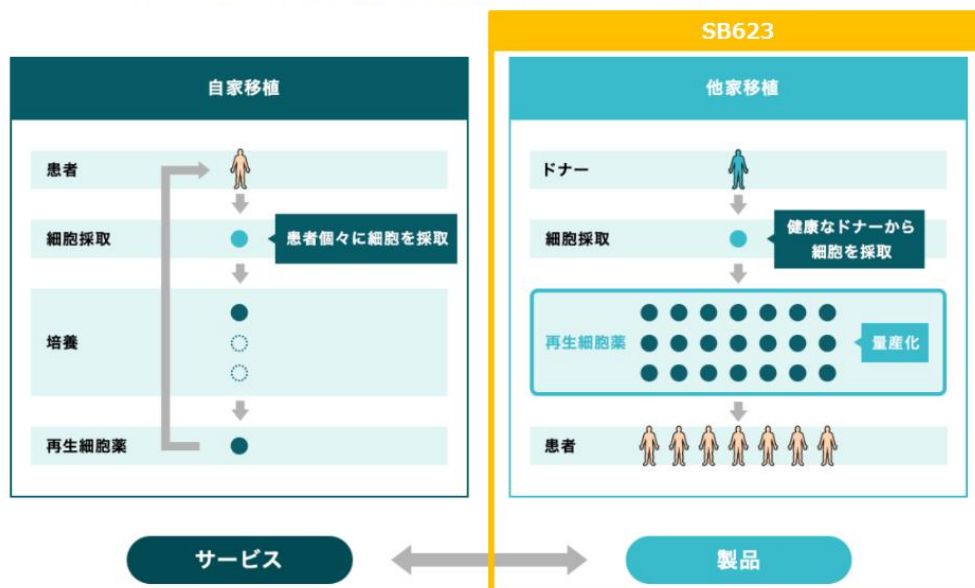 SB623
自家移植
患者
細胞採取
患者個々に細胞を採取
培養
再生細胞薬
サービス
他家移植
ドナー
細胞採取
健康なドナーから
細胞を採取
再生細胞薬
量産化
患者
製品